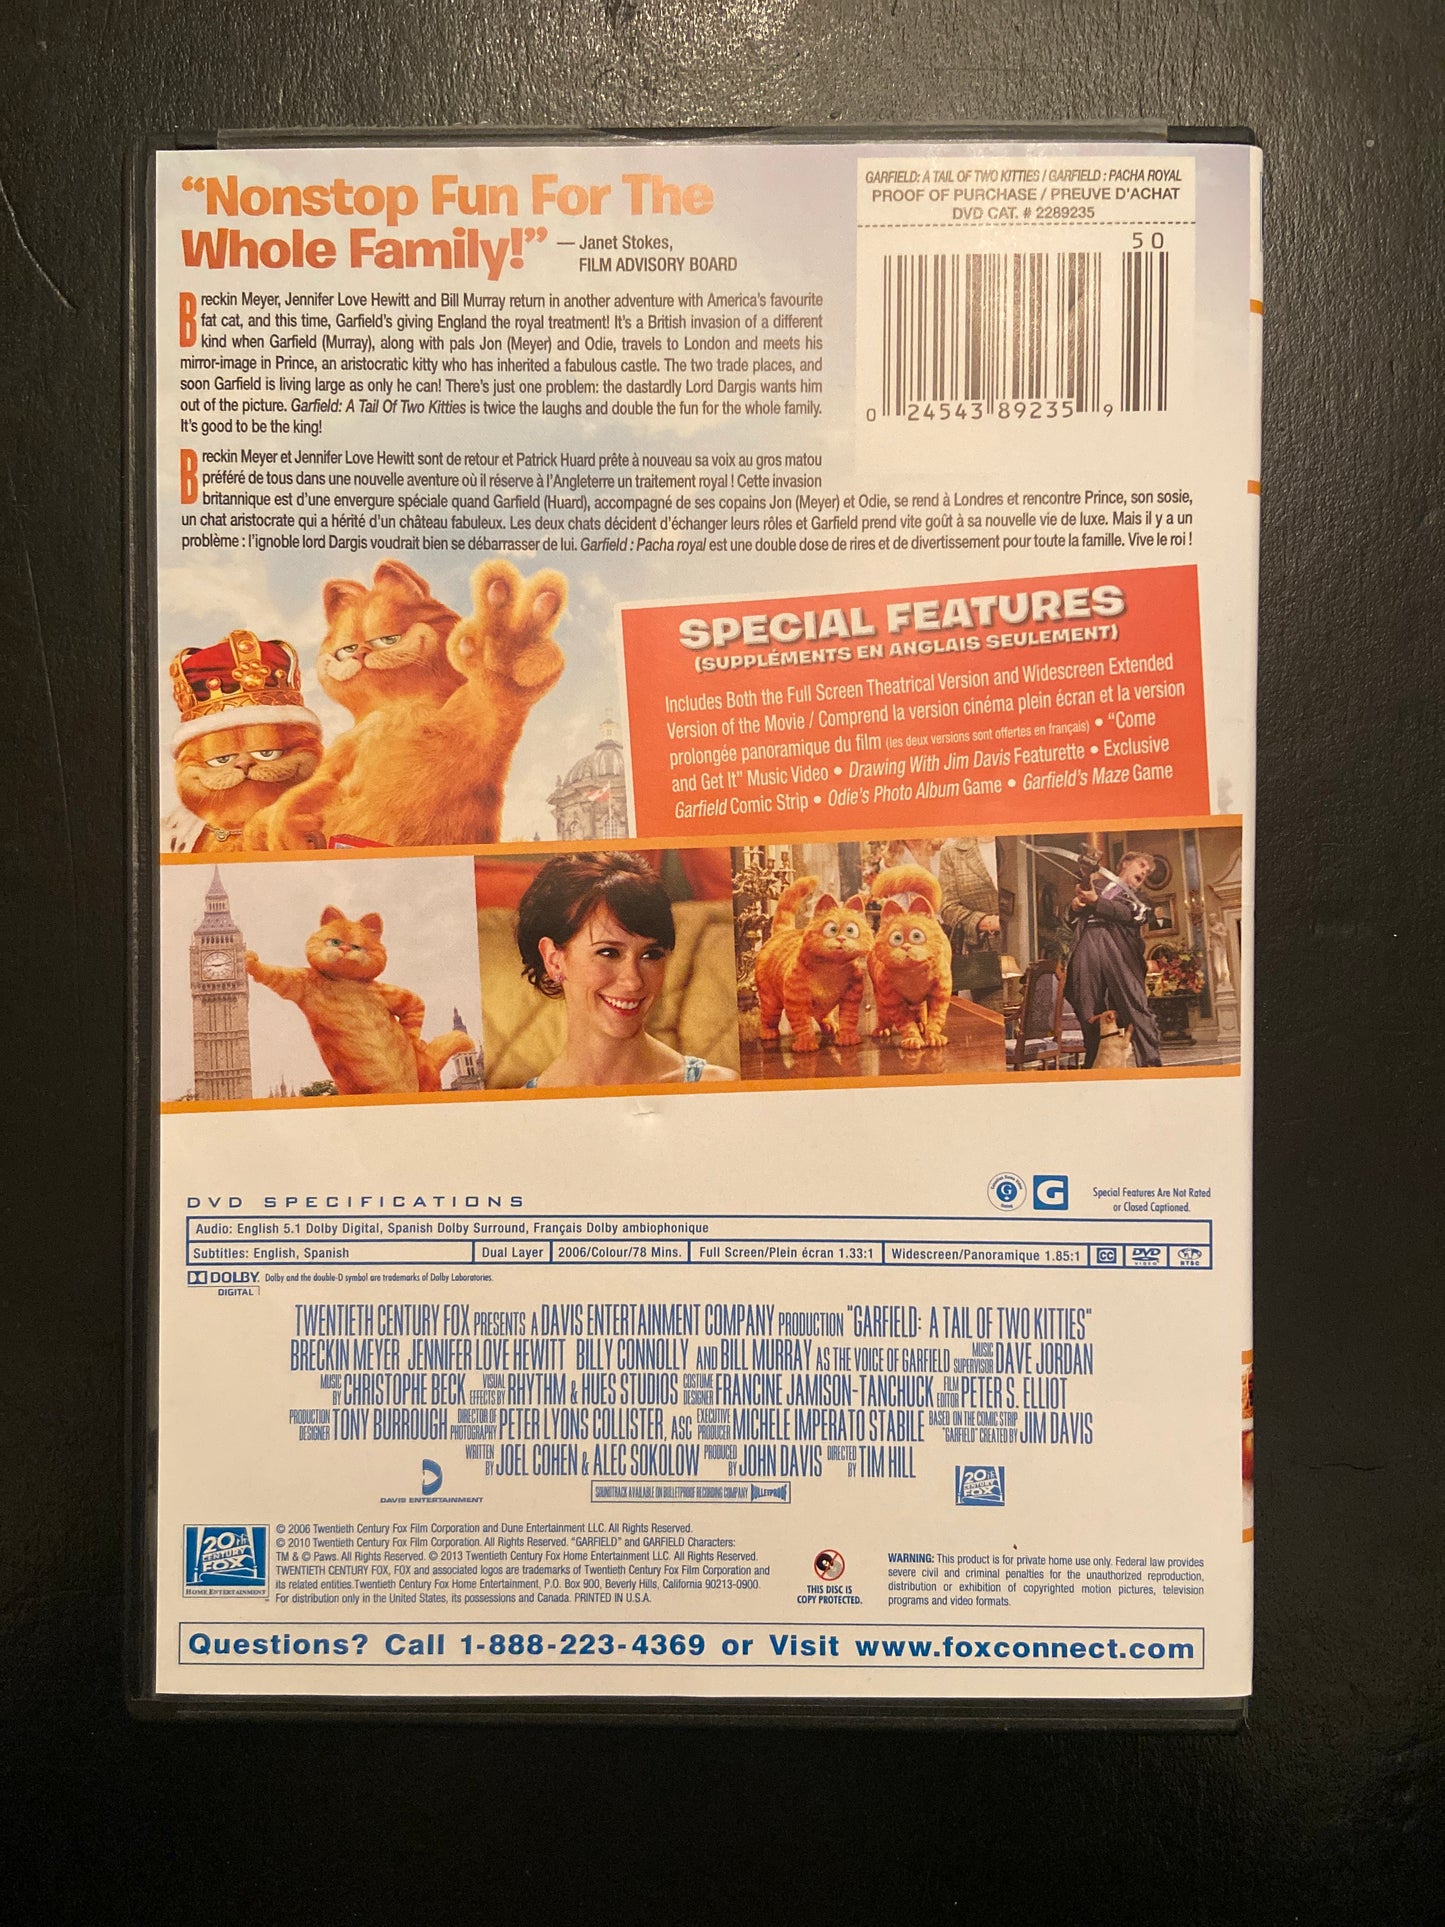 “Nonstop Fun For The
Whole Family!” — Janet Stokes,
FILM ADVISORY BOARD
GARFIELD: A TAIL OF TWO KITTIES / GARFIELD : PACHA ROYAL
PROOF OF PURCHASE / PREUVE D'ACHAT
DVD CAT. # 2289235
50
0 24543 89235 9
Breckin Meyer, Jennifer Love Hewitt and Bill Murray return in another adventure with America's favourite
fat cat, and this time, Garfield's giving England the royal treatment! It's a British invasion of a different
kind when Garfield (Murray), along with pals Jon (Meyer) and Odie, travels to London and meets his
mirror-image in Prince, an aristocratic kitty who has inherited a fabulous castle. The two trade places, and
soon Garfield is living large as only he can! There's just one problem: the dastardly Lord Dargis wants him
out of the picture. Garfield: A Tail Of Two Kitties is twice the laughs and double the fun for the whole family.
It's good to be the king!
Breckin Meyer et Jennifer Love Hewitt sont de retour et Patrick Huard prête à nouveau sa voix au gros matou
préféré de tous dans une nouvelle aventure où il réserve à l'Angleterre un traitement royal ! Cette invasion
britannique est d'une envergure spéciale quand Garfield (Huard), accompagné de ses copains Jon (Meyer) et Odie, se rend à Londres et rencontre Prince, son sosie,
un chat aristocrate qui a hérité d'un château fabuleux. Les deux chats décident d'échanger leurs rôles et Garfield prend vite goût à sa nouvelle vie de luxe. Mais il y a un
problème : l'ignoble lord Dargis voudrait bien se débarrasser de lui. Garfield : Pacha royal est une double dose de rires et de divertissement pour toute la famille. Vive le roi !
SPECIAL FEATURES
(SUPPLÉMENTS EN ANGLAIS SEULEMENT)
Includes Both the Full Screen Theatrical Version and Widescreen Extended
Version of the Movie / Comprend la version cinéma plein écran et la version
prolongée panoramique du film (les deux versions sont offertes en français) • “Come
and Get It” Music Video • Drawing With Jim Davis Featurette • Exclusive
Garfield Comic Strip • Odie's Photo Album Game • Garfield's Maze Game
DVD SPECIFICATIONS
G
G
Special Features Are Not Rated
or Closed Captioned.
Audio: English 5.1 Dolby Digital, Spanish Dolby Surround, Français Dolby ambiophonique
Subtitles: English, Spanish Dual Layer 2006/Colour/78 Mins. Full Screen/Plein écran 1.33:1 Widescreen/Panoramique 1.85:1 CC DVD VIDEO NTSC
DOLBY DIGITAL Dolby and the double-D symbol are trademarks of Dolby Laboratories.
TWENTIETH CENTURY FOX PRESENTS A DAVIS ENTERTAINMENT COMPANY PRODUCTION "GARFIELD: A TAIL OF TWO KITTIES"
BRECKIN MEYER JENNIFER LOVE HEWITT BILLY CONNOLLY AND BILL MURRAY AS THE VOICE OF GARFIELD MUSIC SUPERVISOR DAVE JORDAN
MUSIC BY CHRISTOPHE BECK VISUAL EFFECTS BY RHYTHM & HUES STUDIOS COSTUME DESIGNER FRANCINE JAMISON-TANCHUCK FILM EDITOR PETER S. ELLIOT
PRODUCTION DESIGNER TONY BURROUGH DIRECTOR OF PHOTOGRAPHY PETER LYONS COLLISTER, ASC EXECUTIVE PRODUCER MICHELE IMPERATO STABILE BASED ON THE COMIC STRIP "GARFIELD" CREATED BY JIM DAVIS
WRITTEN BY JOEL COHEN & ALEC SOKOLOW PRODUCED BY JOHN DAVIS DIRECTED BY TIM HILL
DAVIS ENTERTAINMENT
SOUNDTRACK AVAILABLE ON BULLETPROOF RECORDING COMPANY BULLETPROOF
20th CENTURY FOX
20th CENTURY FOX
HOME ENTERTAINMENT
© 2006 Twentieth Century Fox Film Corporation and Dune Entertainment LLC. All Rights Reserved.
© 2010 Twentieth Century Fox Film Corporation. All Rights Reserved. "GARFIELD" and GARFIELD Characters:
TM & © Paws. All Rights Reserved. © 2013 Twentieth Century Fox Home Entertainment LLC. All Rights Reserved.
TWENTIETH CENTURY FOX, FOX and associated logos are trademarks of Twentieth Century Fox Film Corporation and
its related entities.Twentieth Century Fox Home Entertainment, P.O. Box 900, Beverly Hills, California 90213-0900.
For distribution only in the United States, its possessions and Canada. PRINTED IN U.S.A.
THIS DISC IS
COPY PROTECTED.
WARNING: This product is for private home use only. Federal law provides
severe civil and criminal penalties for the unauthorized reproduction,
distribution or exhibition of copyrighted motion pictures, television
programs and video formats.
Questions? Call 1-888-223-4369 or Visit www.foxconnect.com